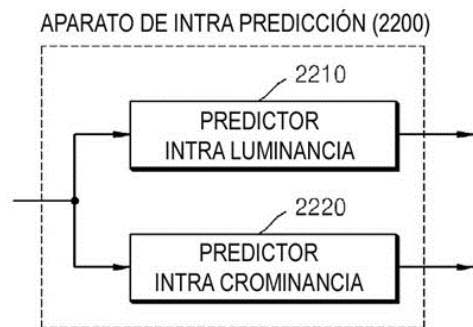 APARATO DE INTRA PREDICCIÓN (2200)
2210
PREDICTOR
INTRA LUMINANCIA
2220
PREDICTOR
INTRA CROMINANCIA